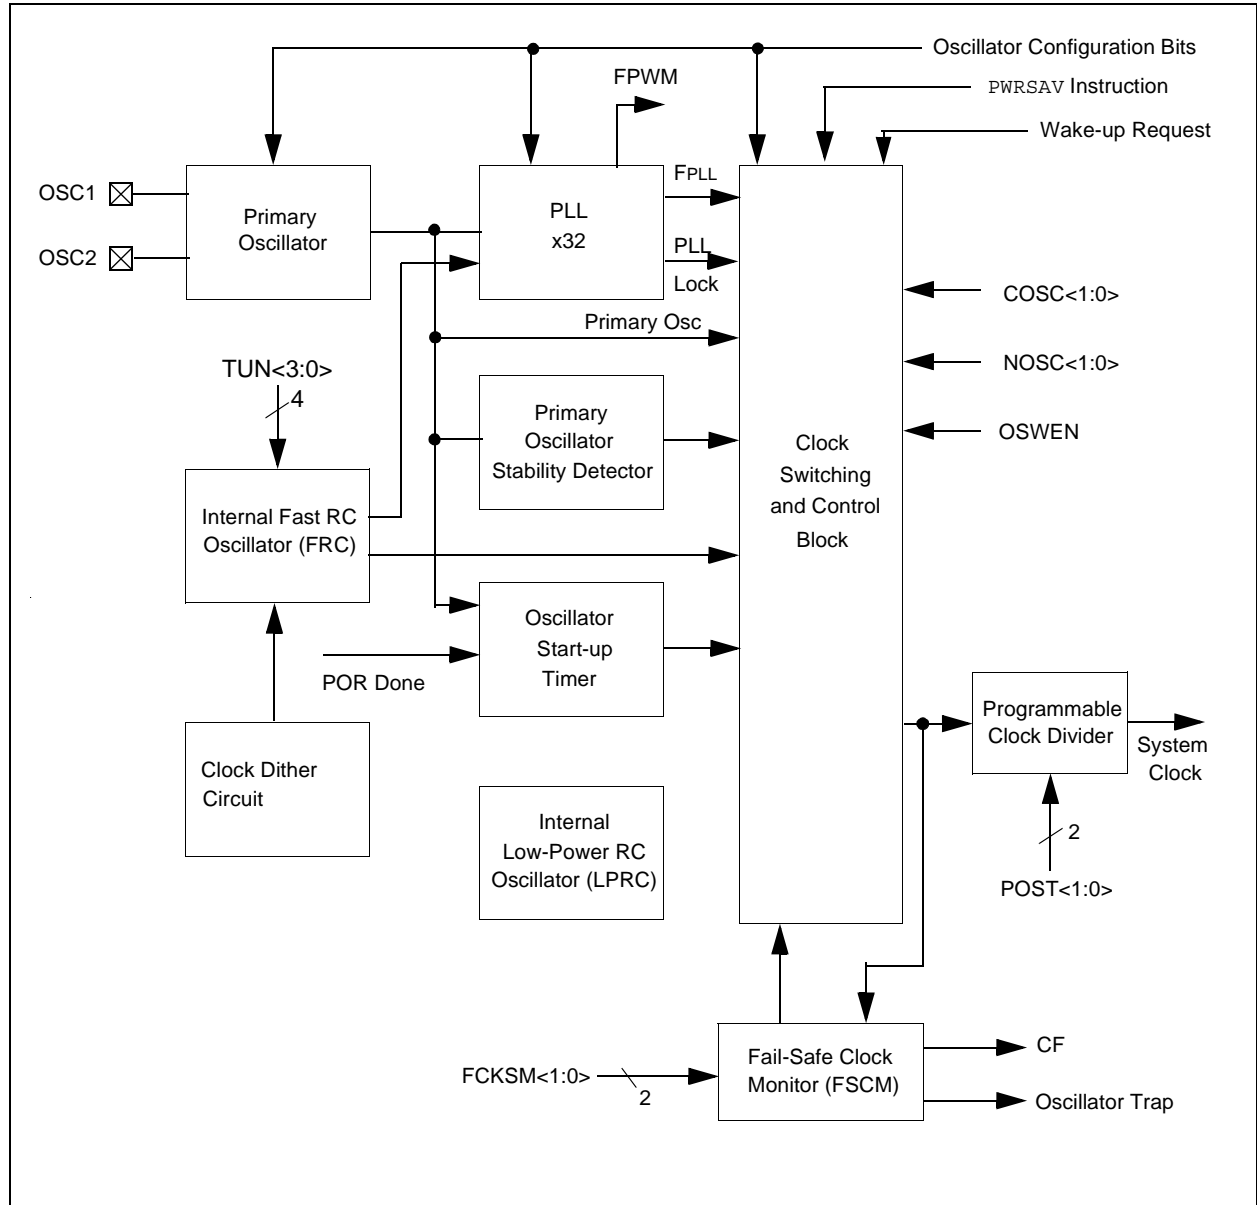 Oscillator Configuration Bits
FPWM
PWRSAV Instruction
Wake-up Request
OSC1
OSC2
Primary
Oscillator
PLL
x32
FPLL
PLL
Lock
COSC<1:0>
Primary Osc
NOSC<1:0>
TUN<3:0>
4
Primary
Oscillator
Stability Detector
OSWEN
Clock
Switching
and Control
Block
Internal Fast RC
Oscillator (FRC)
Oscillator
Start-up
Timer
POR Done
Programmable
Clock Divider
System
Clock
Clock Dither
Circuit
Internal
Low-Power RC
Oscillator (LPRC)
2
POST<1:0>
FCKSM<1:0>
2
Fail-Safe Clock
Monitor (FSCM)
CF
Oscillator Trap